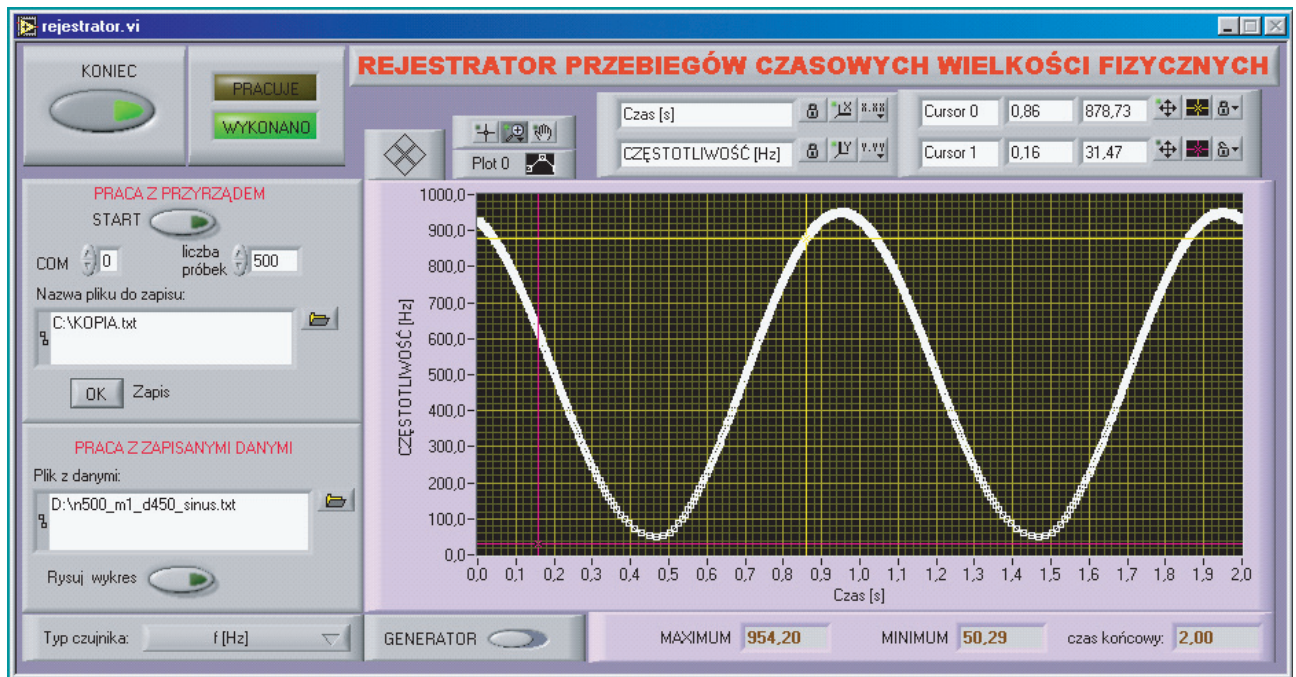 rejestrator.vi
REJESTRATOR PRZEBIEGÓW CZASOWYCH WIELKOŚCI FIZYCZNYCH
KONIEC
PRACUJE
WYKONANO
Plot 0
Czas [s]
X.XX
CZĘSTOTLIWOŚĆ [Hz]
Y.YY
Cursor 0 0,86 878,73
Cursor 1 0,16 31,47
PRACA Z PRZYRZĄDEM
START
COM 0 liczba próbek 500
Nazwa pliku do zapisu:
C:\KOPIA.txt
OK Zapis
PRACA Z ZAPISANYMI DANYMI
Plik z danymi:
D:\n500_m1_d450_sinus.txt
Rysuj wykres
Typ czujnika: f [Hz]
CZĘSTOTLIWOŚĆ [Hz]
1000,0
900,0
800,0
700,0
600,0
500,0
400,0
300,0
200,0
100,0
0,0
0,0 0,1 0,2 0,3 0,4 0,5 0,6 0,7 0,8 0,9 1,0 1,1 1,2 1,3 1,4 1,5 1,6 1,7 1,8 1,9 2,0
Czas [s]
GENERATOR
MAXIMUM 954,20 MINIMUM 50,29 czas końcowy: 2,00